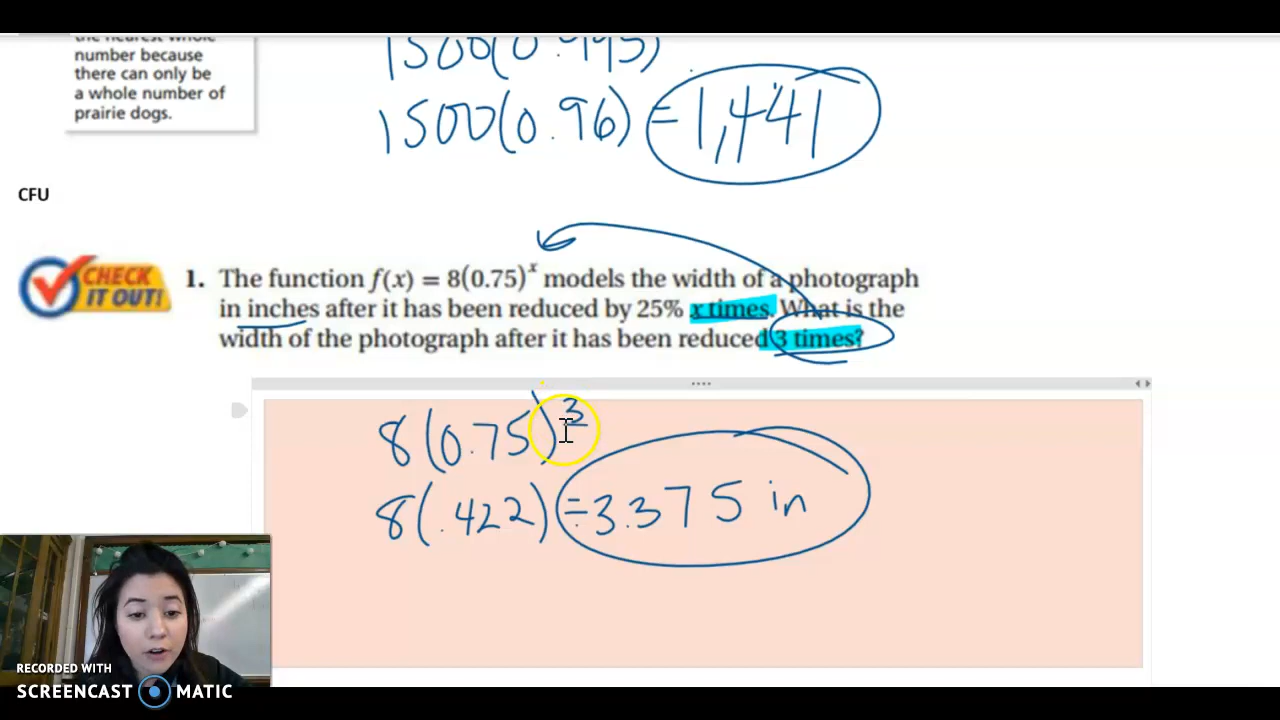 the nearest whole
number because
there can only be
a whole number of
prairie dogs.
1500(0.995)
1500(0.96) = 1,441
CFU
CHECK
IT OUT!
1. The function f(x) = 8(0.75)^x models the width of a photograph
in inches after it has been reduced by 25% x times. What is the
width of the photograph after it has been reduced 3 times?
8(0.75)^3
8(.422) = 3.375 in
RECORDED WITH
SCREENCAST MATIC